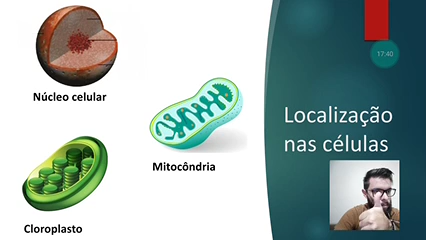 Núcleo celular
Mitocôndria
Cloroplasto
17:40
Localização
nas células